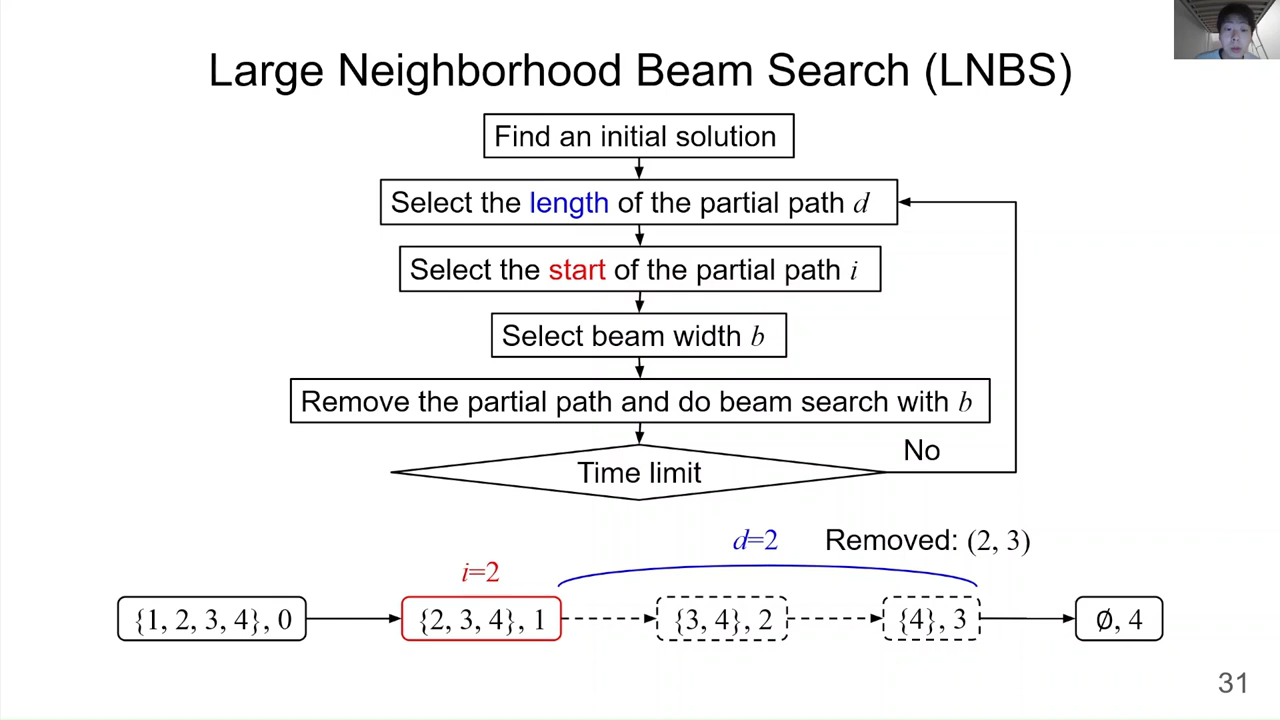 Large Neighborhood Beam Search (LNBS)
Find an initial solution
Select the length of the partial path d
Select the start of the partial path i
Select beam width b
Remove the partial path and do beam search with b
No
Time limit
d=2
Removed: (2, 3)
i=2
{1, 2, 3, 4}, 0
{2, 3, 4}, 1
{3, 4}, 2
{4}, 3
∅, 4
31